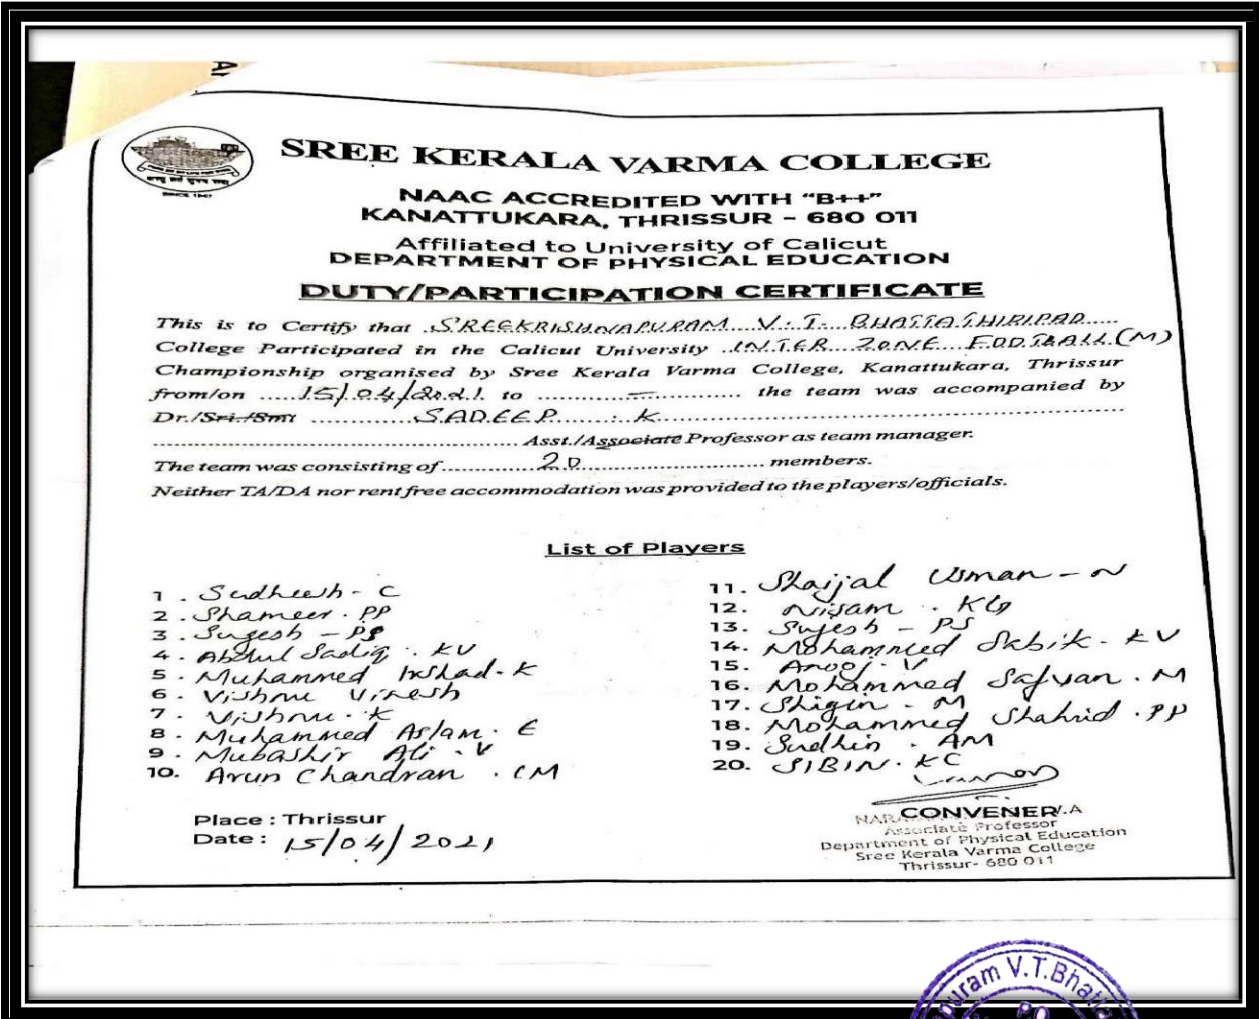 SREE KERALA VARMA COLLEGE
SINCE 1947
NAAC ACCREDITED WITH "B++"
KANATTUKARA, THRISSUR - 680 011
Affiliated to University of Calicut
DEPARTMENT OF PHYSICAL EDUCATION
DUTY/PARTICIPATION CERTIFICATE
This is to Certify that SREEKRISHNAPURAM V.T. BHATTATHIRIPAD
College Participated in the Calicut University INTER ZONE FOOTBALL (M)
Championship organised by Sree Kerala Varma College, Kanattukara, Thrissur
from/on 15/04/2021 to — the team was accompanied by
Dr./Sri./Smt SADEEP . K
Asst./Associate Professor as team manager.
The team was consisting of 20 members.
Neither TA/DA nor rent free accommodation was provided to the players/officials.
List of Players
1 . Sudheesh - C
2 . Shameer . PP
3 . Sugesh - PS
4 . Abdul Sadiq . KV
5 . Muhammed Irshad - K
6 . Vishnu Viresh
7 . Vishnu . K
8 . Muhammed Aslam . E
9 . Mubashir Ali . V
10. Arun Chandran . CM
11. Shaijal Usman - N
12. Nisam .
13. Sujesh - PS
14. Mohammed Sabik . KV
15. Anooj . V
16. Mohammed Safvan . M
17. Shigin - M
18. Mohammed Shahid . PP
19. Sudhin . AM
20. SIBIN . KC
Place : Thrissur
Date : 15/04/2021
CONVENER
Associate Professor
Department of Physical Education
Sree Kerala Varma College
Thrissur- 680 011
V.T.Bhatta
P.O